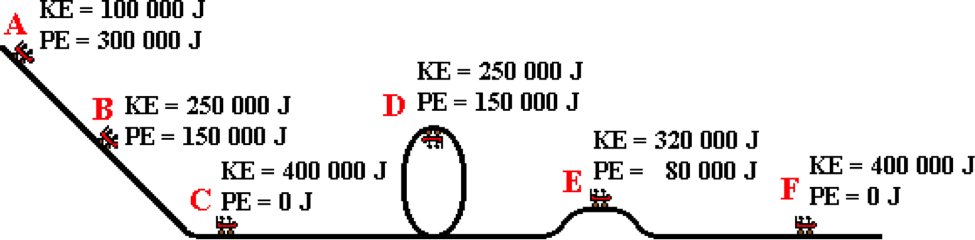 A
KE = 100 000 J
PE = 300 000 J
B
KE = 250 000 J
PE = 150 000 J
C
KE = 400 000 J
PE = 0 J
D
KE = 250 000 J
PE = 150 000 J
E
KE = 320 000 J
PE = 80 000 J
F
KE = 400 000 J
PE = 0 J